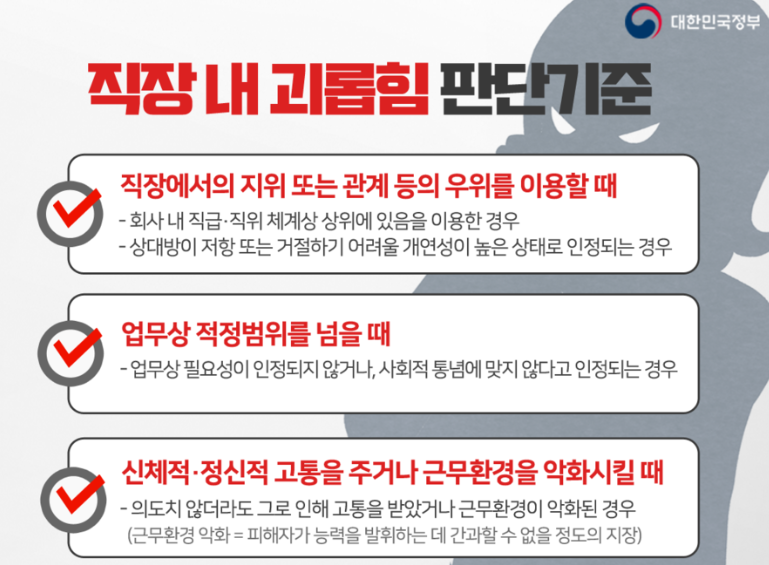 대한민국정부
직장 내 괴롭힘 판단기준
직장에서의 지위 또는 관계 등의 우위를 이용할 때
- 회사 내 직급·직위 체계상 상위에 있음을 이용한 경우
- 상대방이 저항 또는 거절하기 어려울 개연성이 높은 상태로 인정되는 경우
업무상 적정범위를 넘을 때
- 업무상 필요성이 인정되지 않거나, 사회적 통념에 맞지 않다고 인정되는 경우
신체적·정신적 고통을 주거나 근무환경을 악화시킬 때
- 의도치 않더라도 그로 인해 고통을 받았거나 근무환경이 악화된 경우
(근무환경 악화 = 피해자가 능력을 발휘하는 데 간과할 수 없을 정도의 지장)